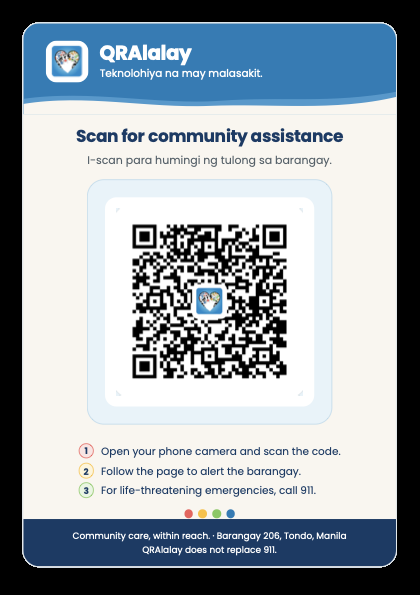 QRAlalay
Teknolohiya na may malasakit.
Scan for community assistance
I-scan para humingi ng tulong sa barangay.
1 Open your phone camera and scan the code.
2 Follow the page to alert the barangay.
3 For life-threatening emergencies, call 911.
Community care, within reach. · Barangay 206, Tondo, Manila
QRAlalay does not replace 911.